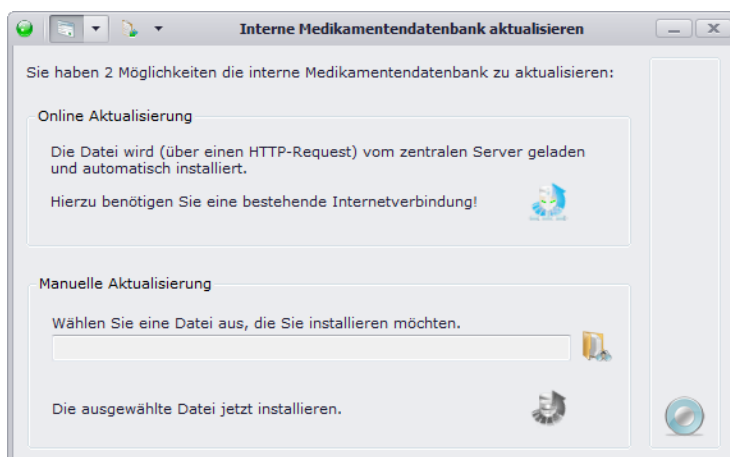 Interne Medikamentendatenbank aktualisieren
Sie haben 2 Möglichkeiten die interne Medikamentendatenbank zu aktualisieren:
Online Aktualisierung
Die Datei wird (über einen HTTP-Request) vom zentralen Server geladen
und automatisch installiert.
Hierzu benötigen Sie eine bestehende Internetverbindung!
Manuelle Aktualisierung
Wählen Sie eine Datei aus, die Sie installieren möchten.
Die ausgewählte Datei jetzt installieren.